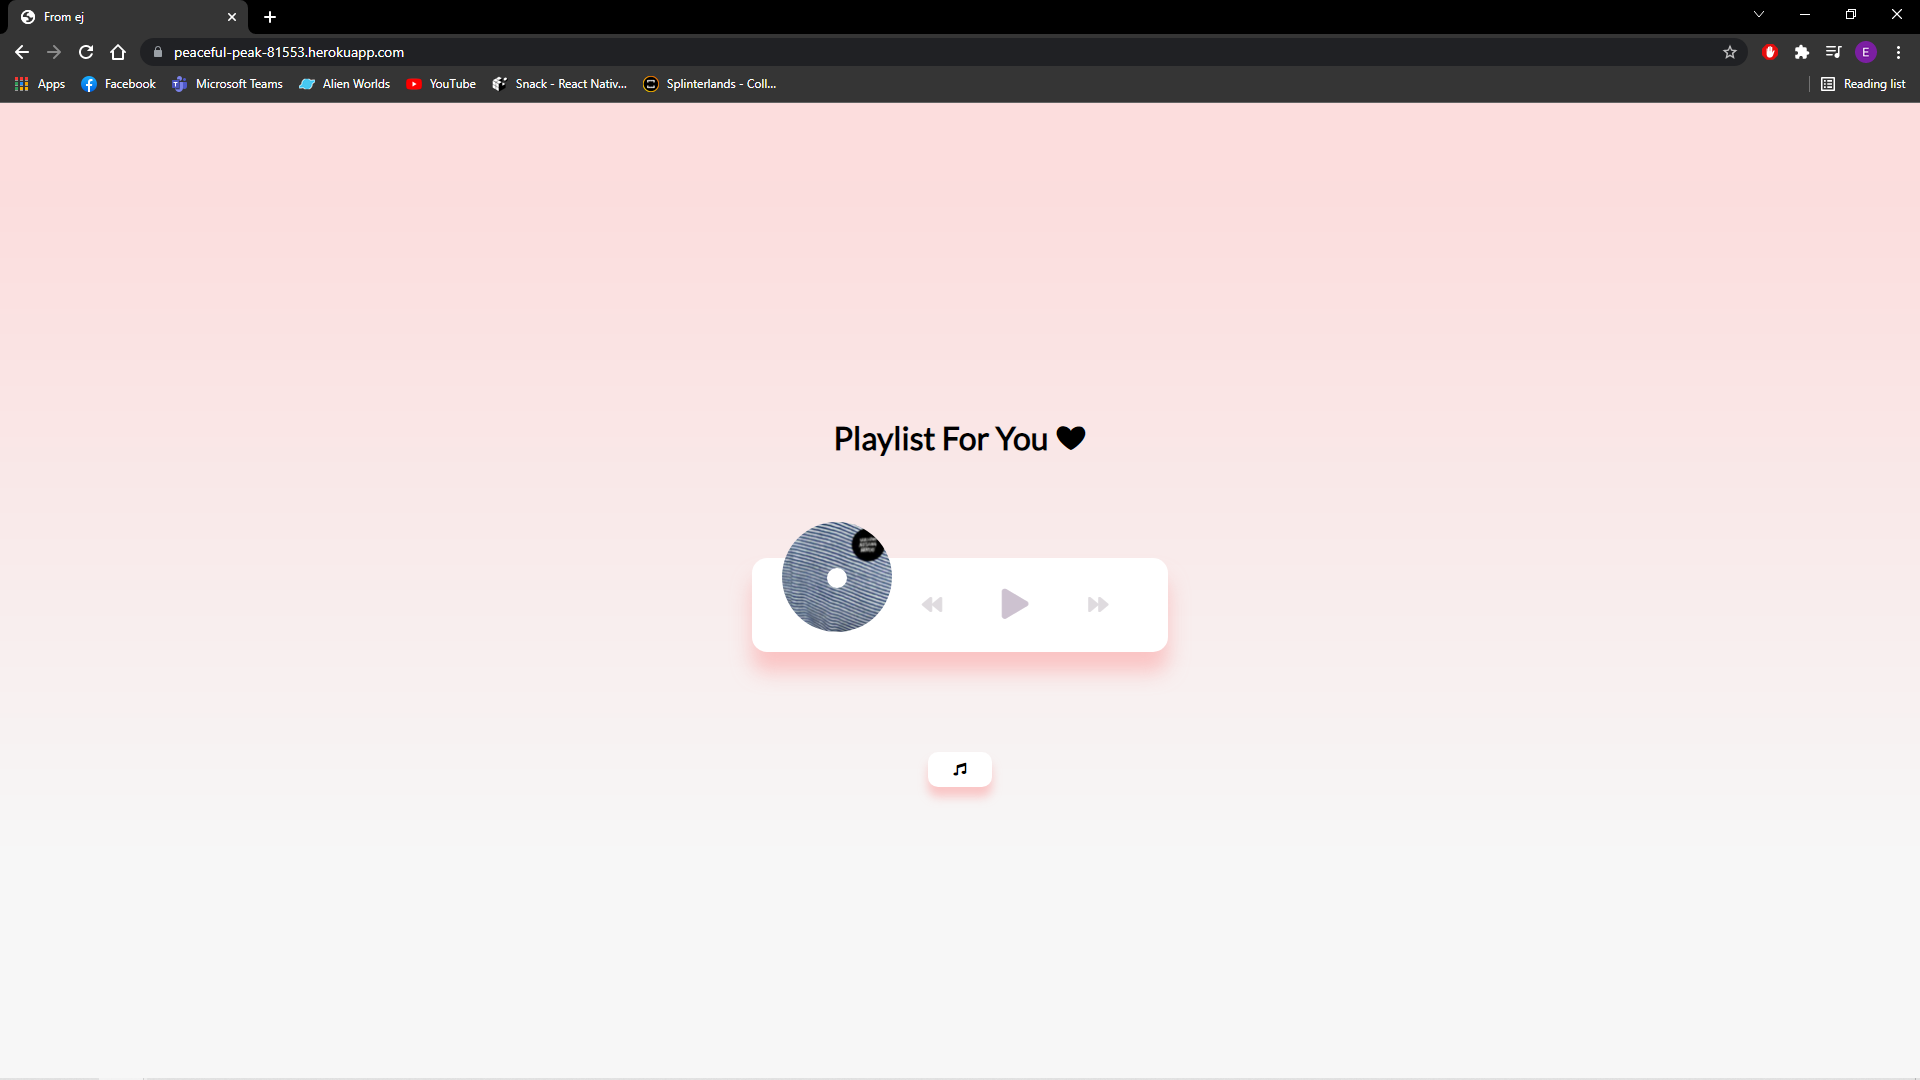 From ej
peaceful-peak-81553.herokuapp.com
E
Apps
Facebook
Microsoft Teams
Alien Worlds
YouTube
Snack - React Nativ...
Splinterlands - Coll...
Reading list
Playlist For You